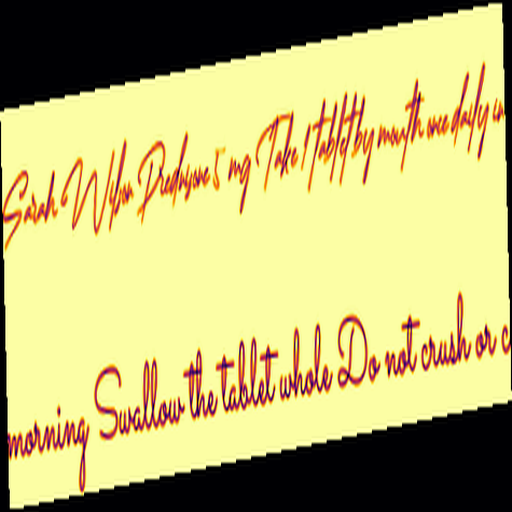 Sarah Wilson Prednisone 5 mg Take 1 tablet by mouth once daily in
morning Swallow the tablet whole Do not crush or c